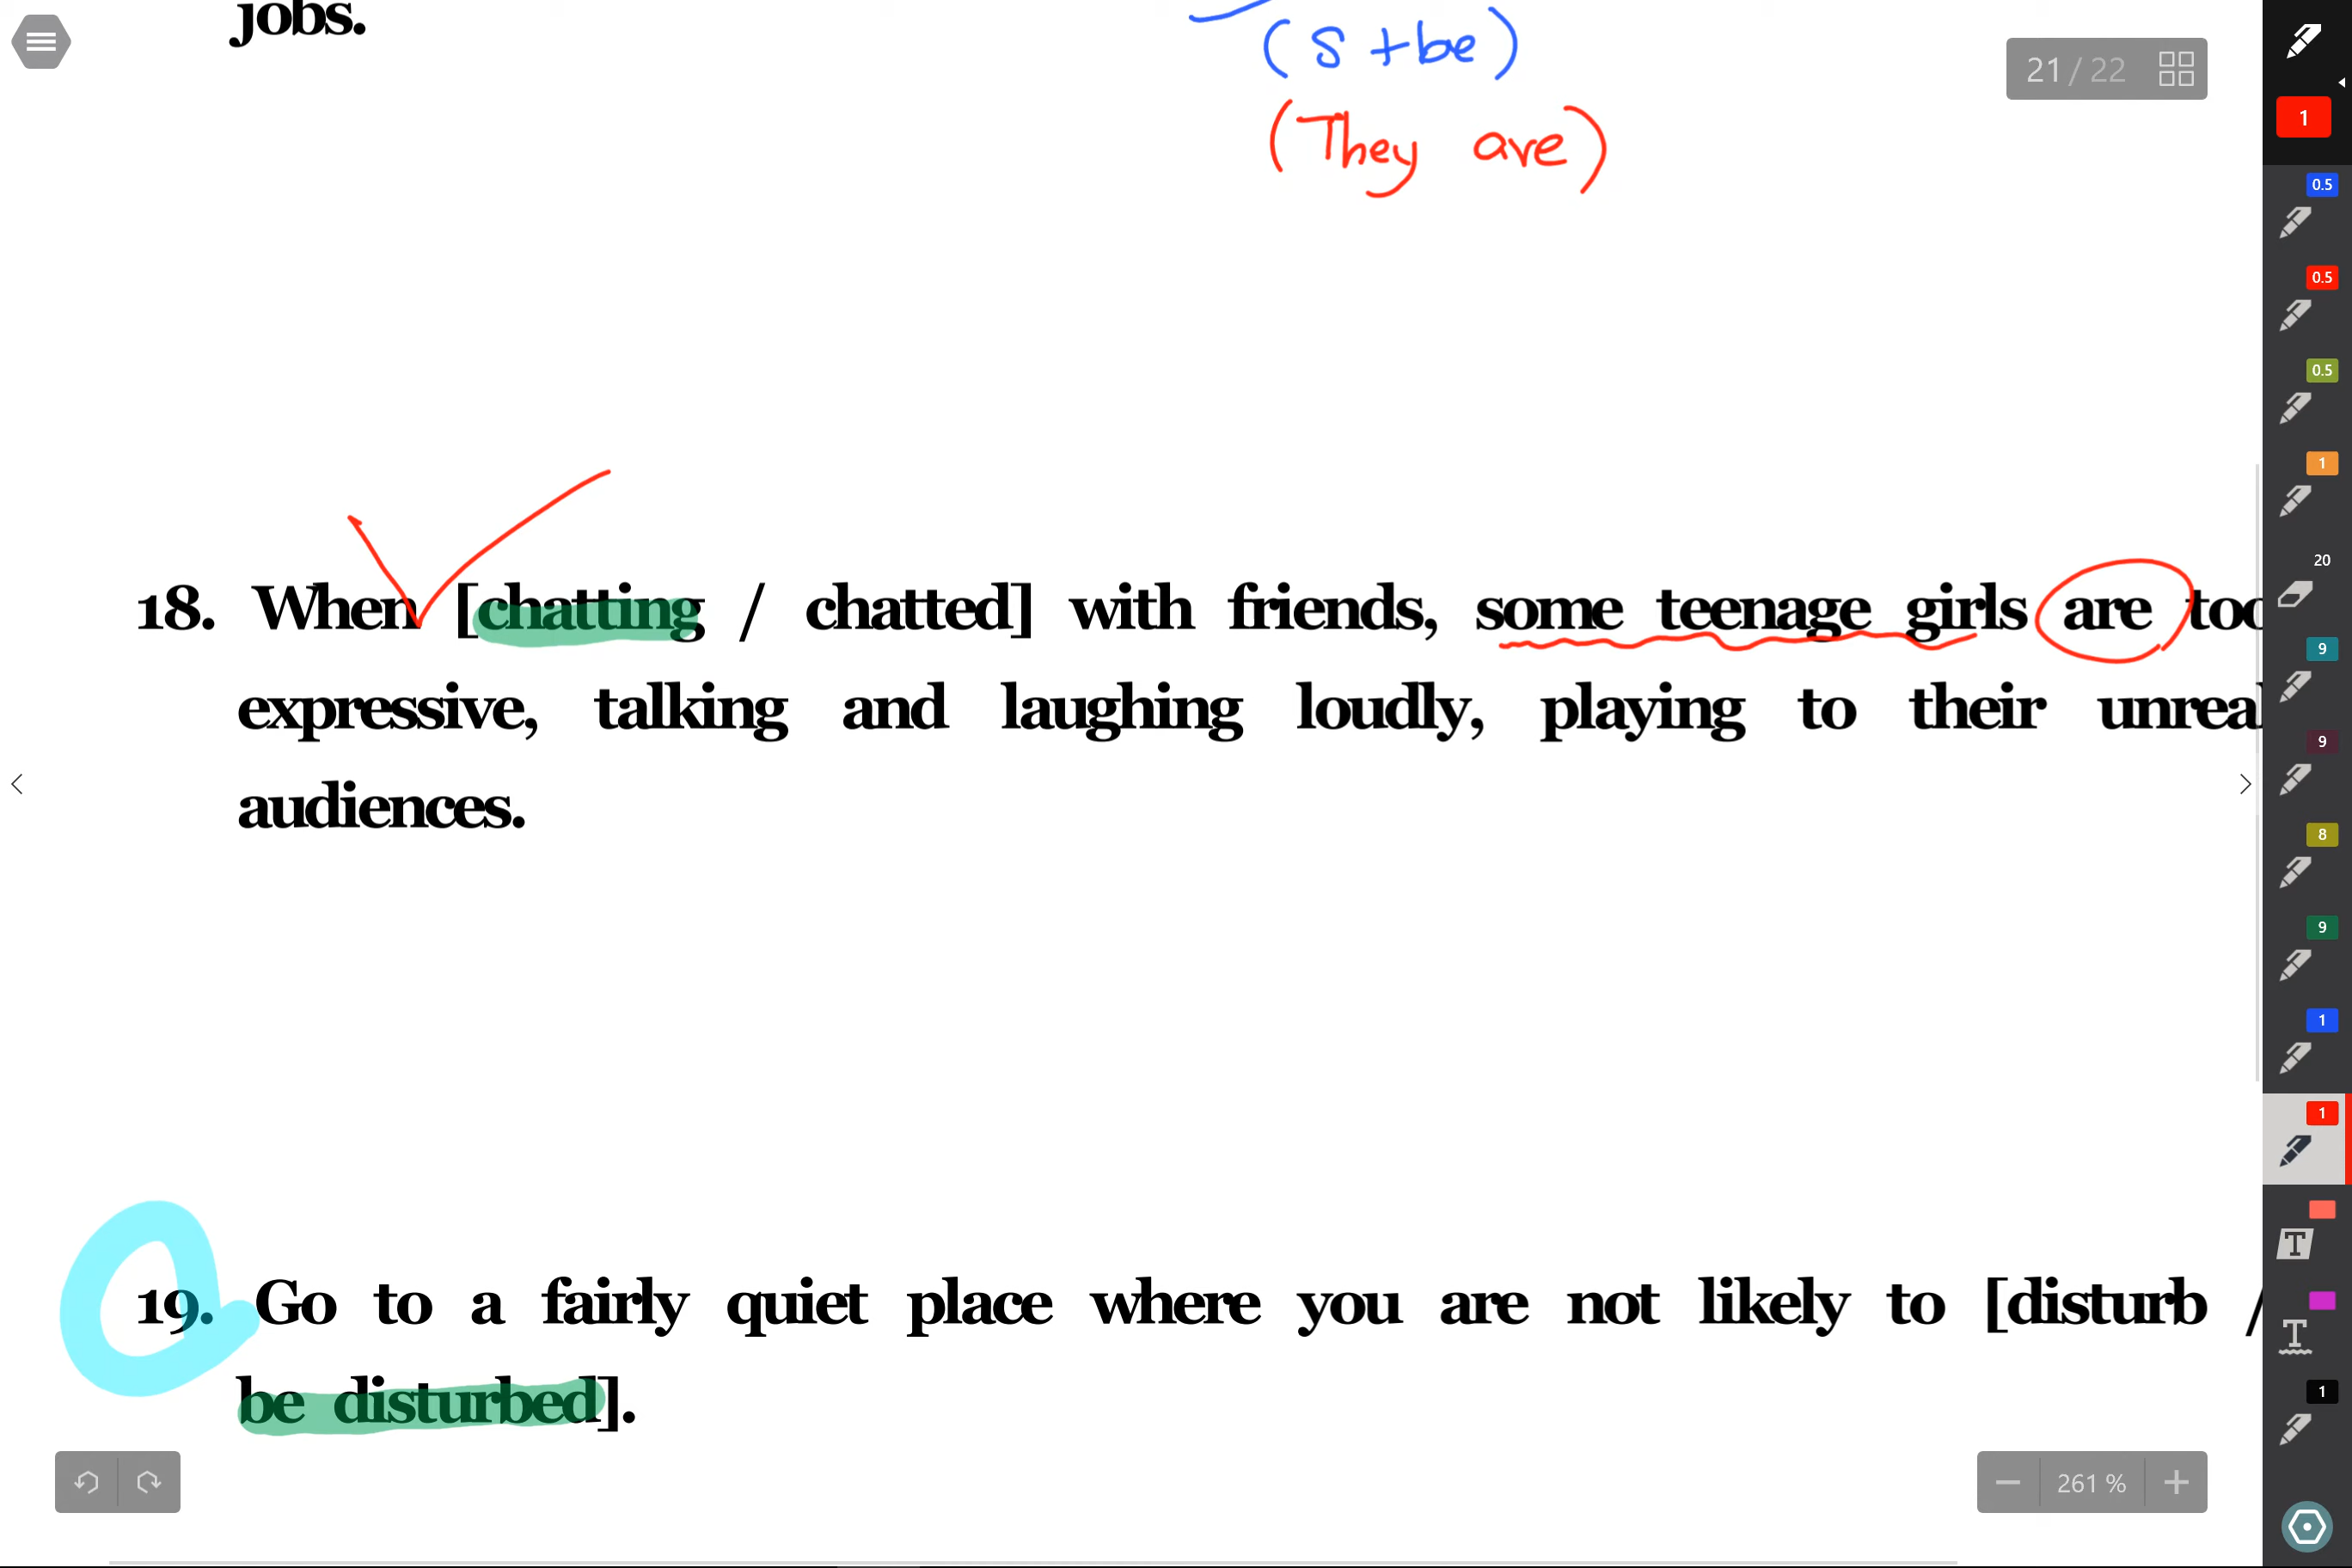 jobs.
(S + be)
21 / 22
(They are)
1
0.5
0.5
0.5
1
20
18. When [chatting / chatted] with friends, some teenage girls are too
9
expressive, talking and laughing loudly, playing to their unreal
9
audiences.
8
9
1
1
19. Go to a fairly quiet place where you are not likely to [disturb /
be disturbed].
1
261 %